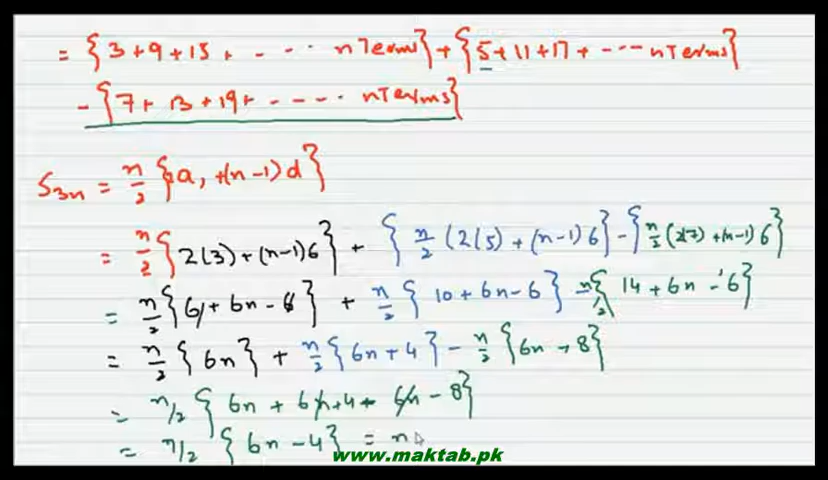 = {3+9+15+ ..... n Terms} + {5+11+17+ .... n Terms}
- {7+13+19+ ..... n Terms}
S₃ₙ = n/2 {2a₁ +(n-1)d}
= n/2 {2(3)+(n-1)6} + {n/2 (2(5)+(n-1)6} - {n/2 (2(7)+(n-1)6}
= n/2 {6+6n-6} + n/2 {10+6n-6} - n/2 {14+6n-6}
= n/2 {6n} + n/2 {6n+4} - n/2 {6n+8}
= n/2 {6n + 6n+4 - 6n - 8}
= n/2 {6n-4} = n
www.maktab.pk